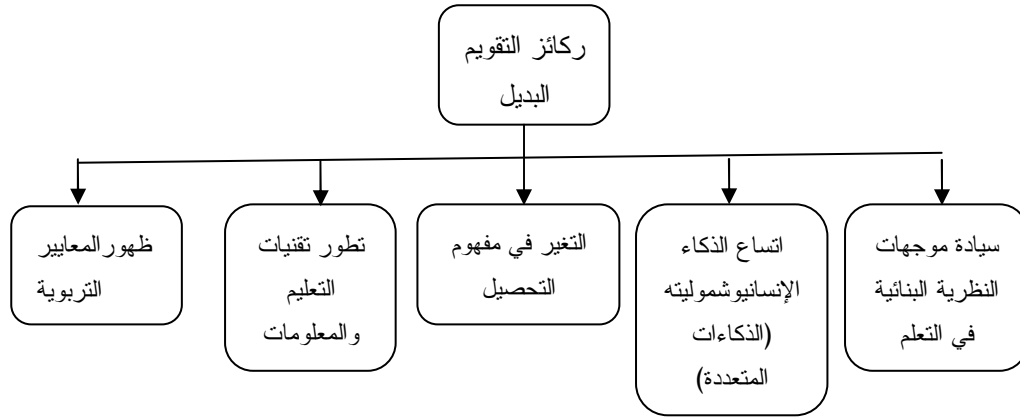 ركائز التقويم
البديل
سيادة موجهات
النظرية البنائية
في التعلم
اتساع الذكاء
الإنسانيوشموليته
(الذكاءات
المتعددة)
التغير في مفهوم
التحصيل
تطور تقنيات
التعليم
والمعلومات
ظهورالمعايير
التربوية